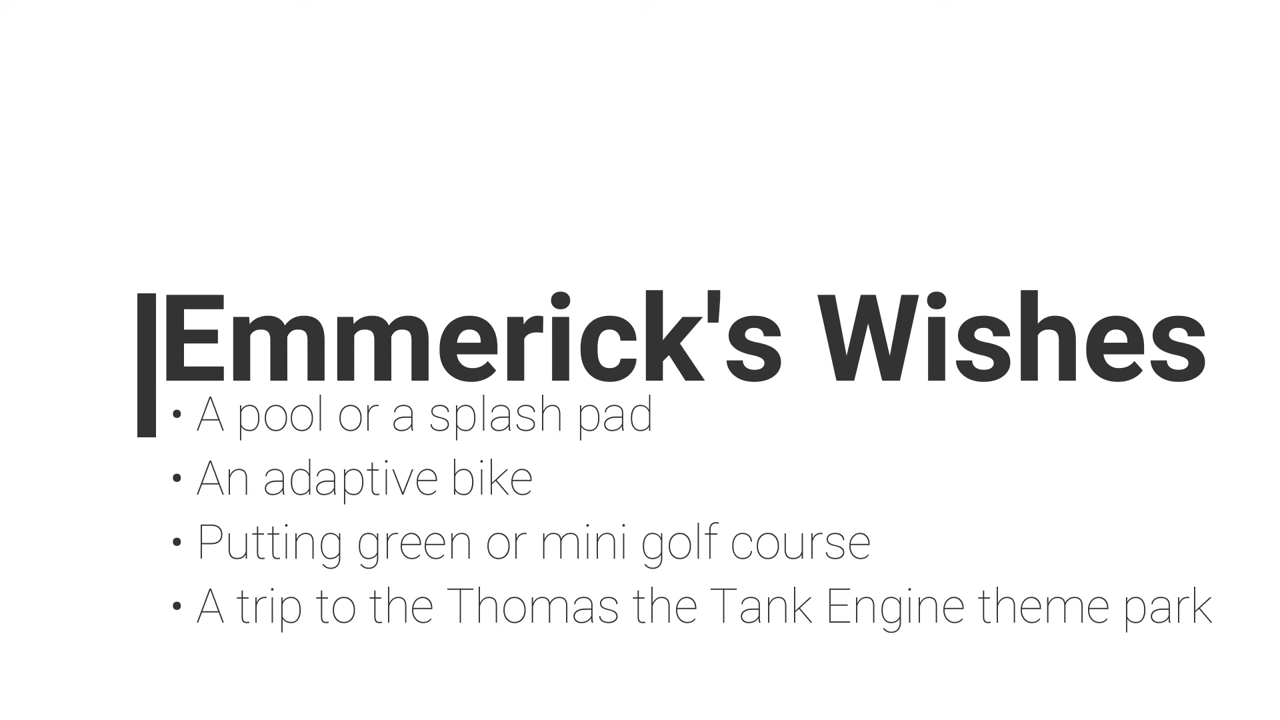 Emmerick's Wishes
• A pool or a splash pad
• An adaptive bike
• Putting green or mini golf course
• A trip to the Thomas the Tank Engine theme park